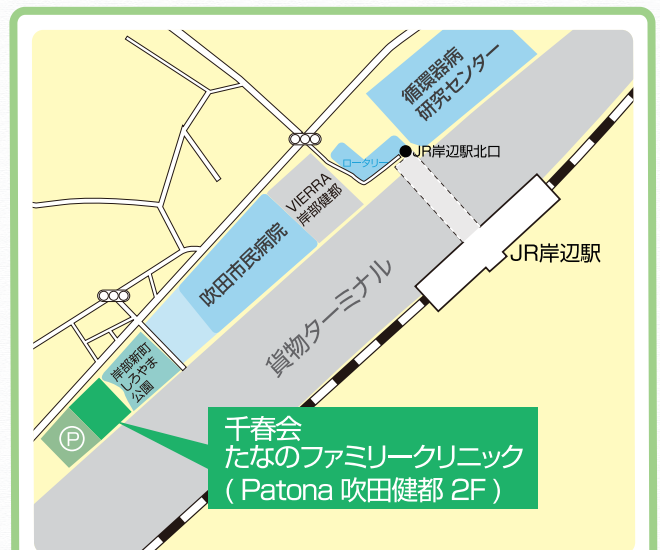 循環器病
研究センター
JR岸辺駅北口
ロータリー
VIERRA
岸部健都
吹田市民病院
JR岸辺駅
貨物ターミナル
岸部新町
しろやま
公園
P
千春会
たなのファミリークリニック
( Patona 吹田健都 2F )